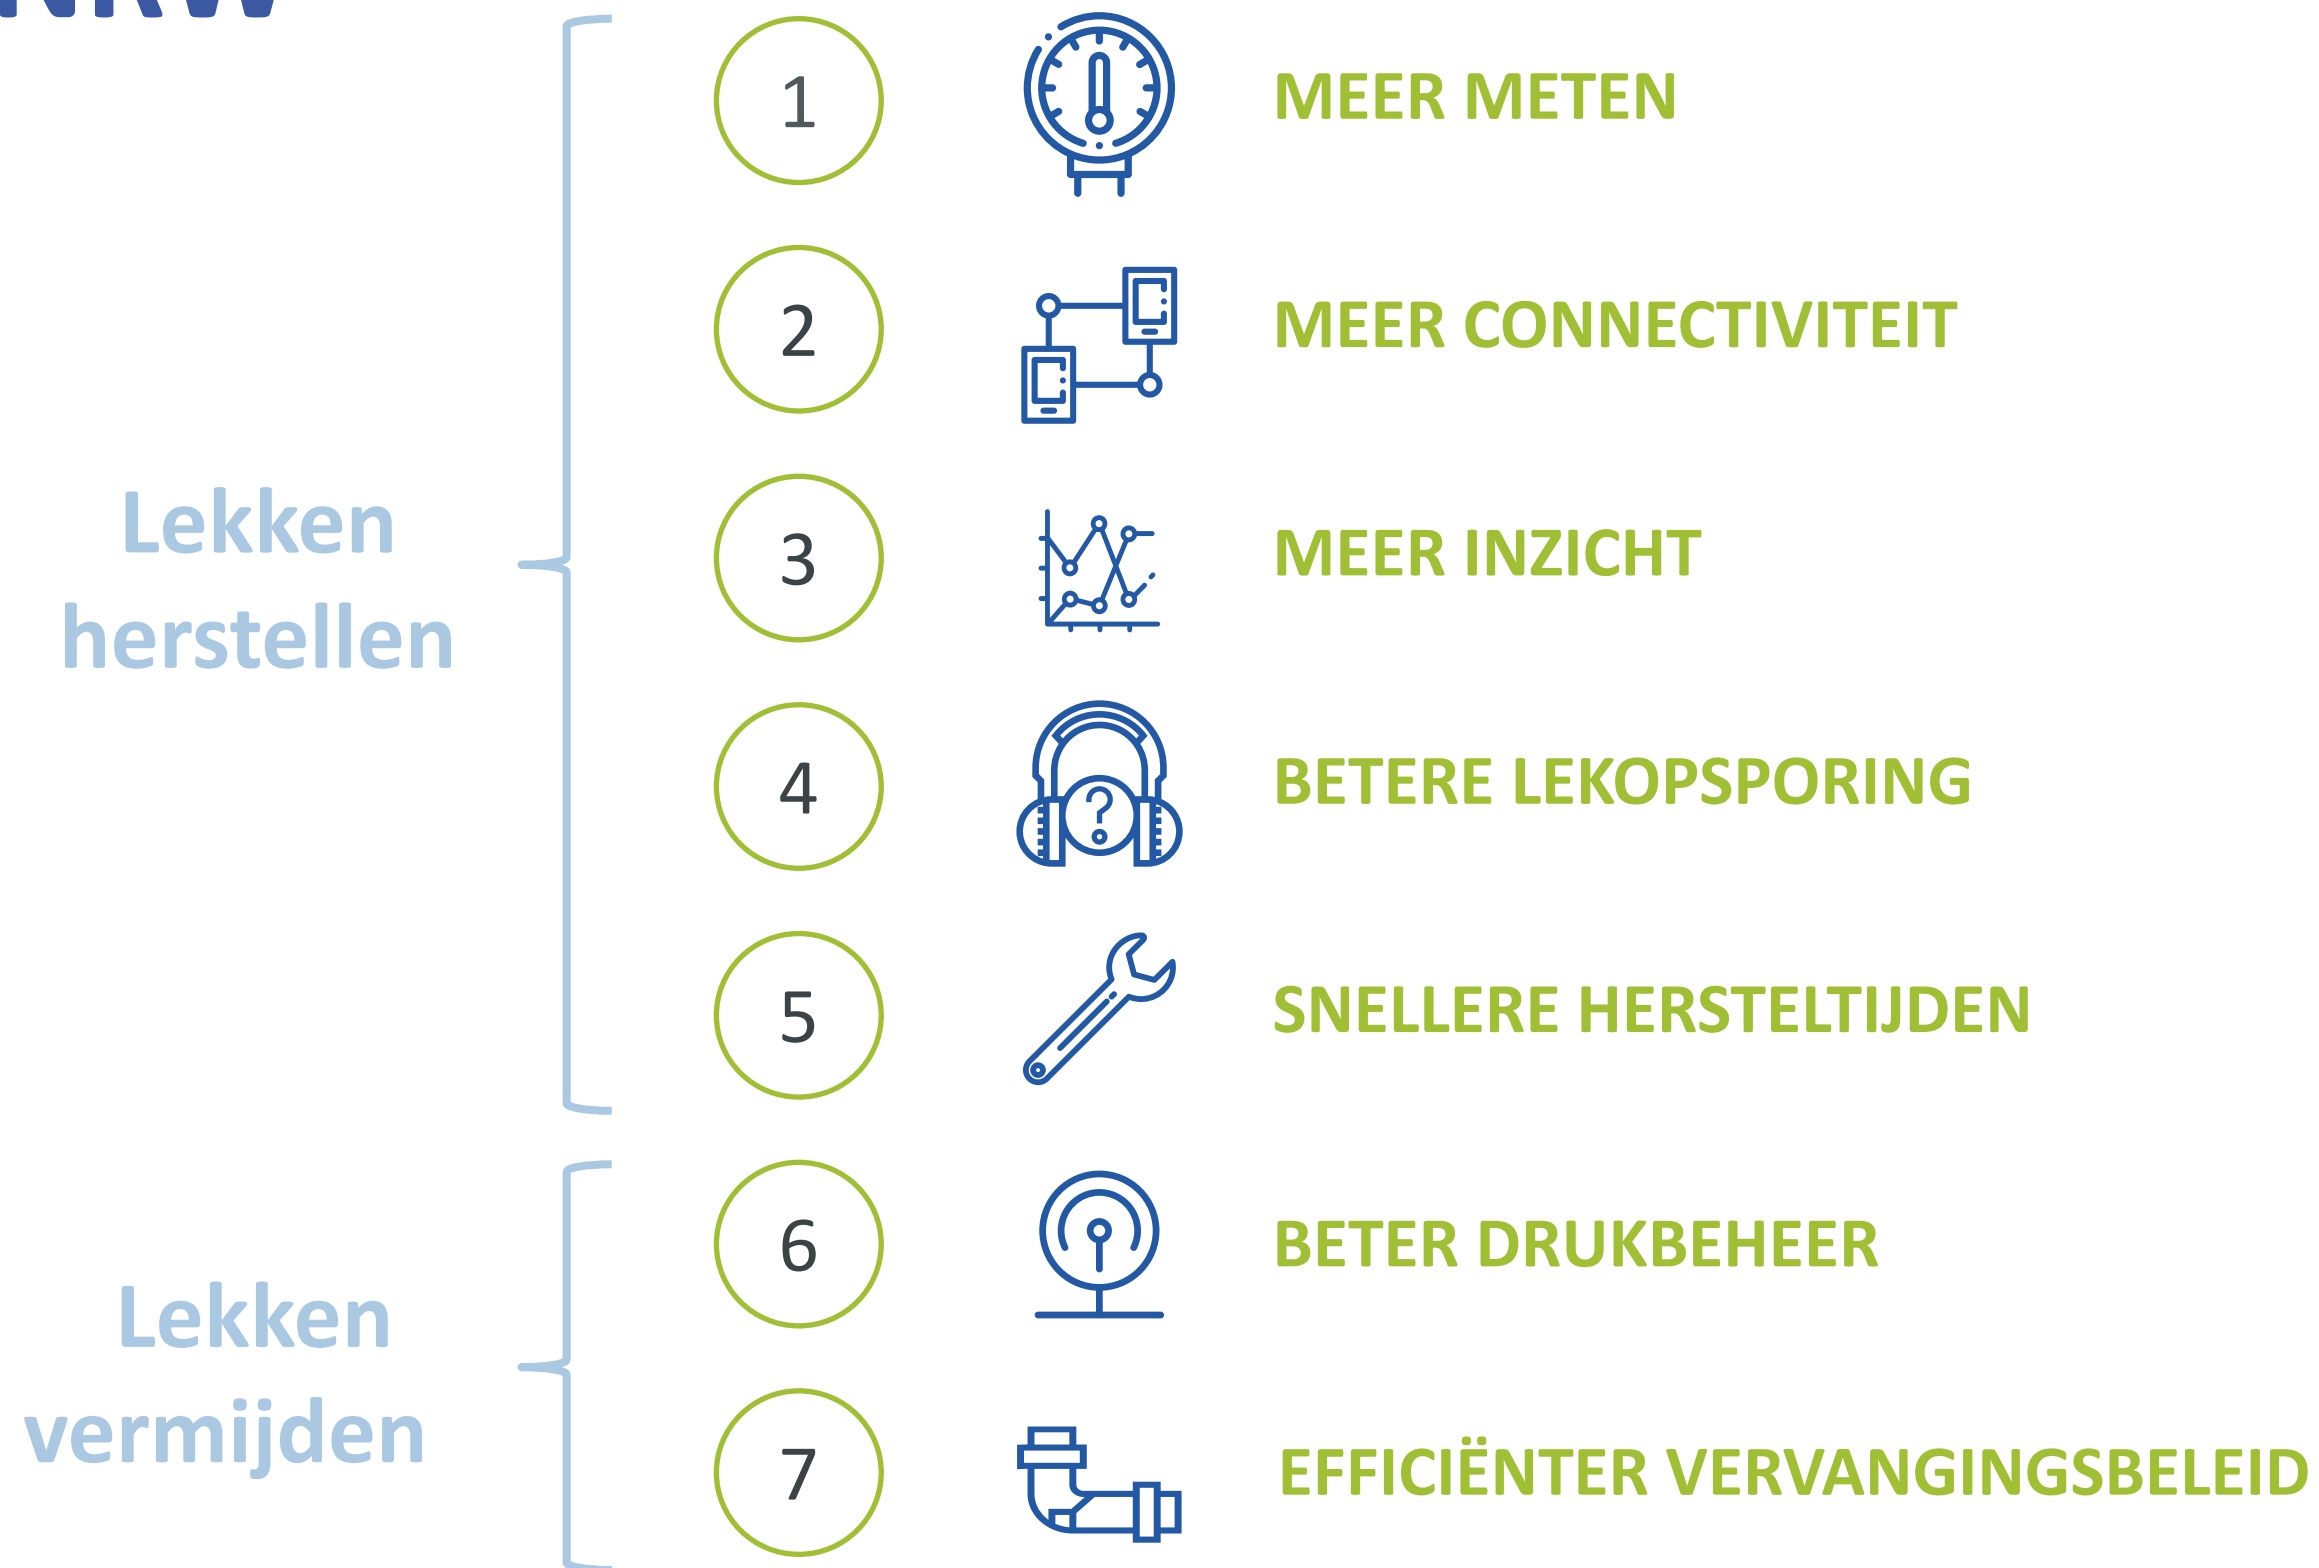 Lekken
herstellen
1
MEER METEN
2
MEER CONNECTIVITEIT
3
MEER INZICHT
4
?
BETERE LEKOPSPORING
5
SNELLERE HERSTELTIJDEN
Lekken
vermijden
6
BETER DRUKBEHEER
7
EFFICIËNTER VERVANGINGSBELEID